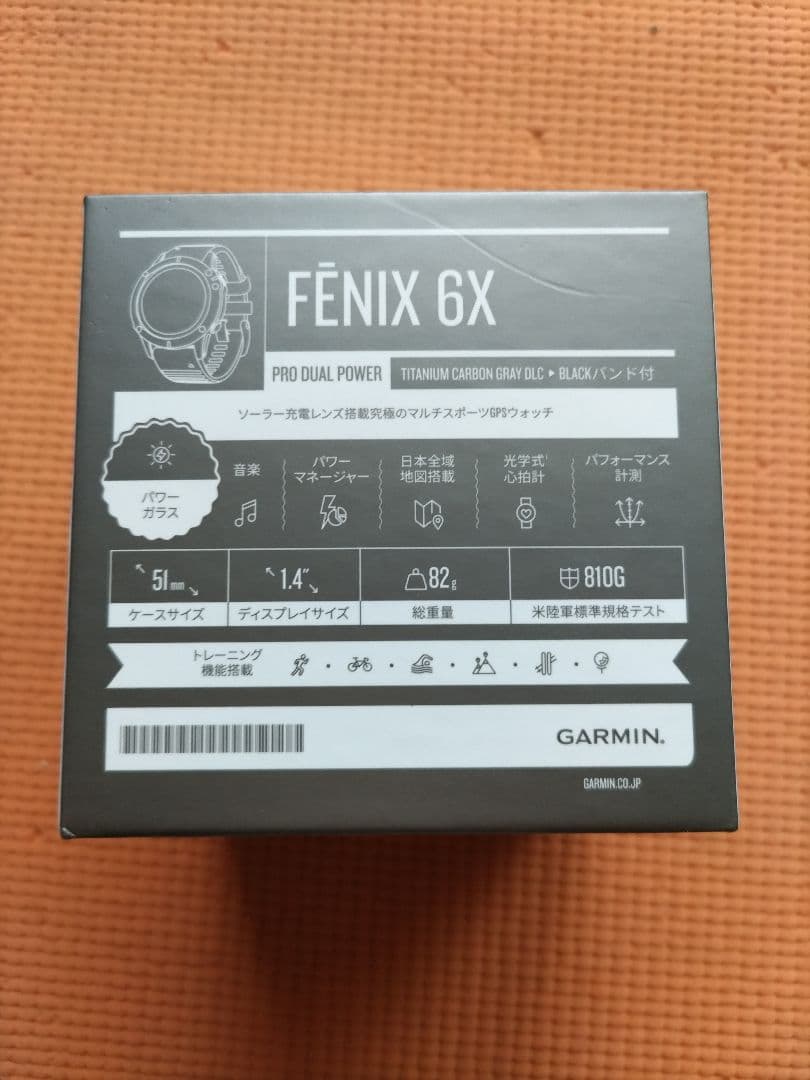 FĒNIX 6X
PRO DUAL POWER
TITANIUM CARBON GRAY DLC ▸ BLACKバンド付
ソーラー充電レンズ搭載究極のマルチスポーツGPSウォッチ
パワー
ガラス
音楽
パワー
マネージャー
日本全域
地図搭載
光学式¹
心拍計
パフォーマンス
計測
51mm
ケースサイズ
1.4"
ディスプレイサイズ
82g
総重量
810G
米陸軍標準規格テスト
トレーニング
機能搭載
GARMIN.
GARMIN.CO.JP